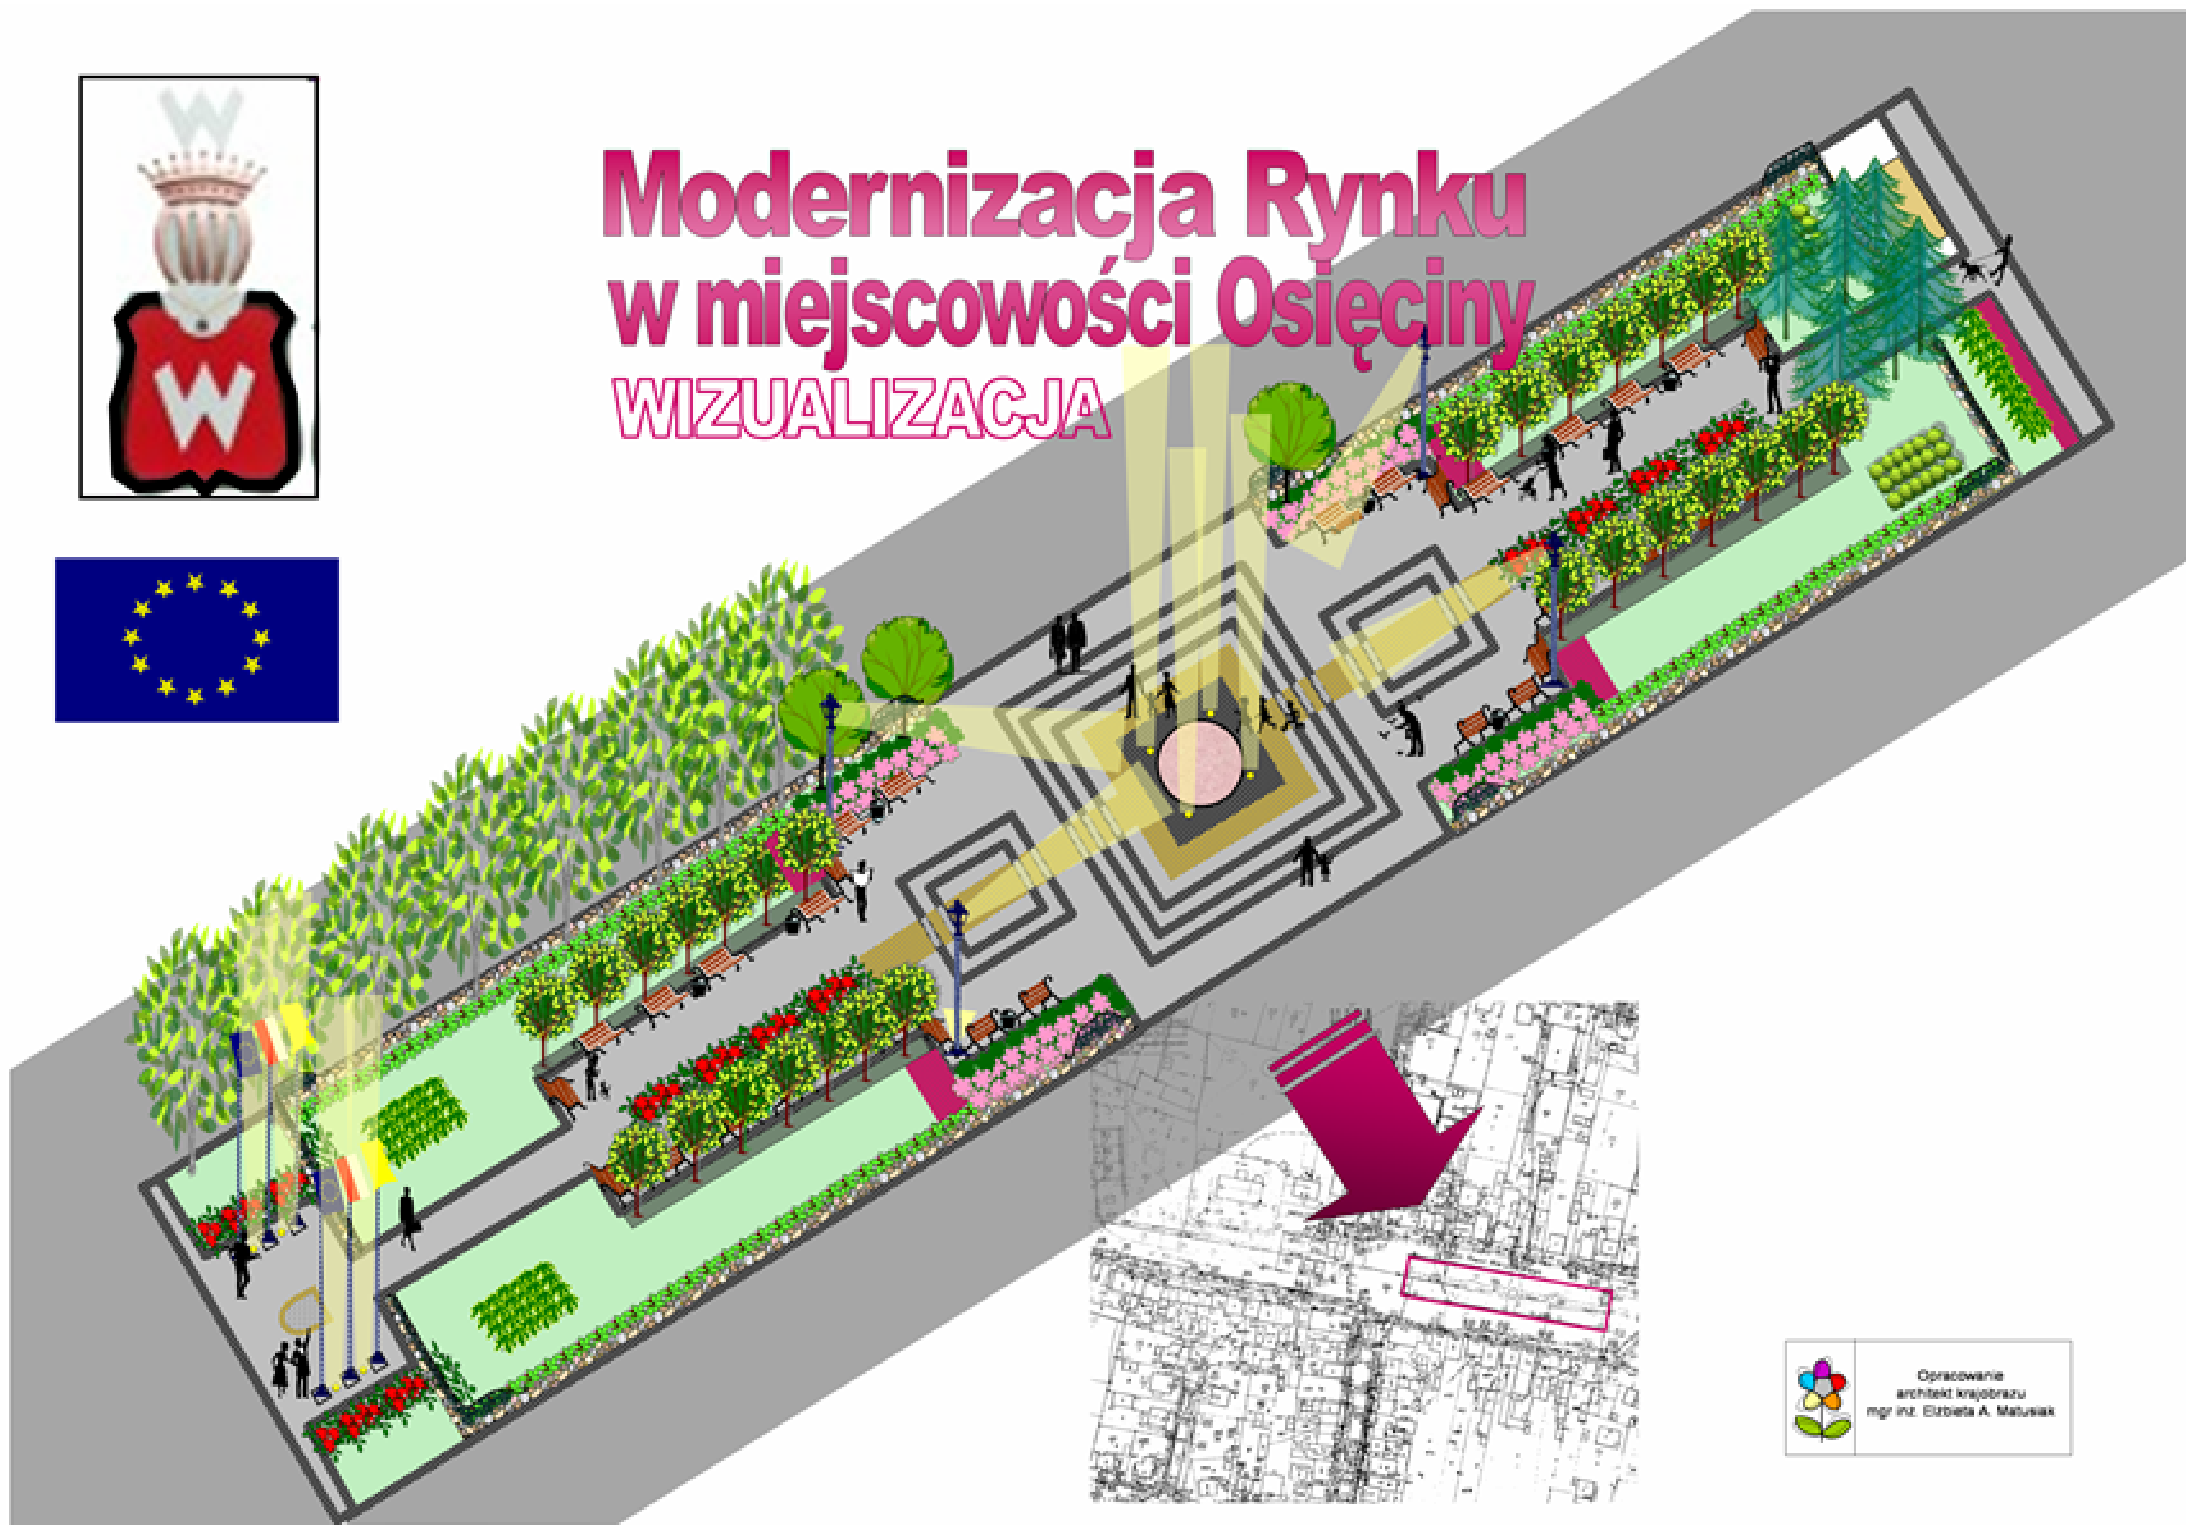 W
W
Modernizacja Rynku
w miejscowości Osięciny
WIZUALIZACJA
Opracowanie
architekt krajobrazu
mgr inż. Elżbieta A. Matusiak